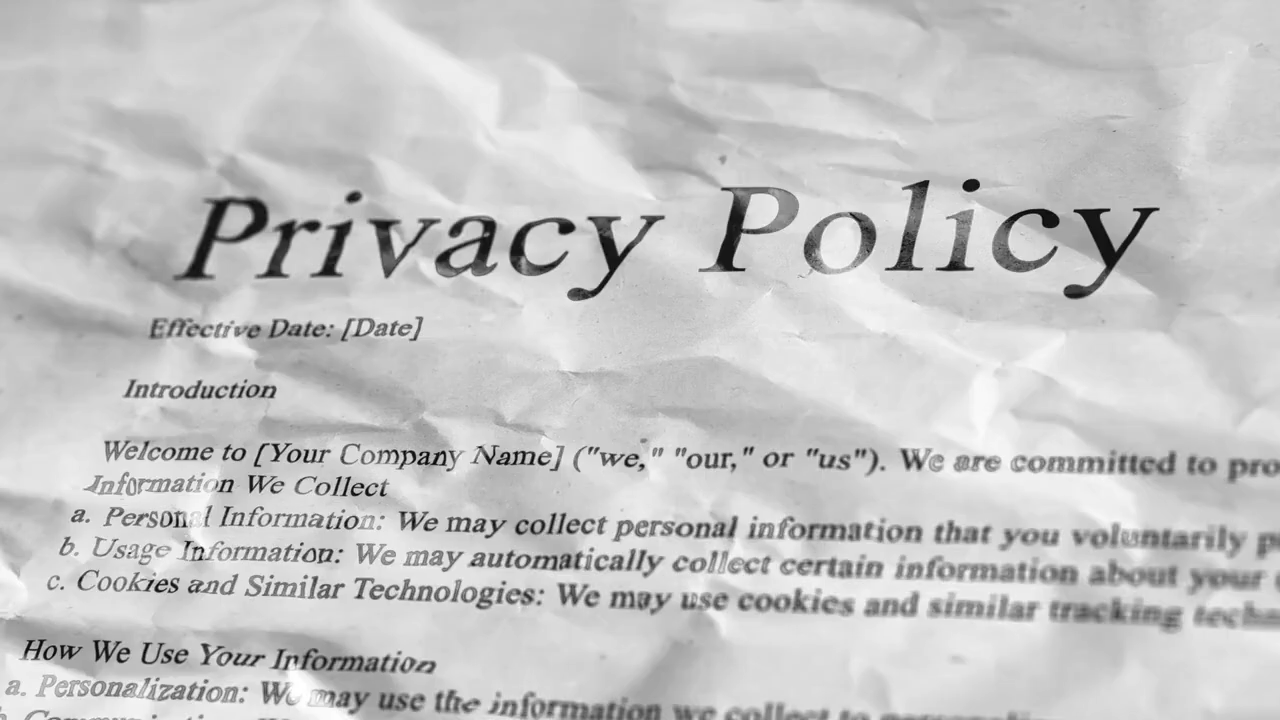 Privacy Policy
Effective Date: [Date]
Introduction
Welcome to [Your Company Name] ("we," "our," or "us"). We are committed to pro
Information We Collect
a. Personal Information: We may collect personal information that you voluntarily
b. Usage Information: We may automatically collect certain information about your
c. Cookies and Similar Technologies: We may use cookies and similar tracking tech
How We Use Your Information
a. Personalization: We may use the information we collect to